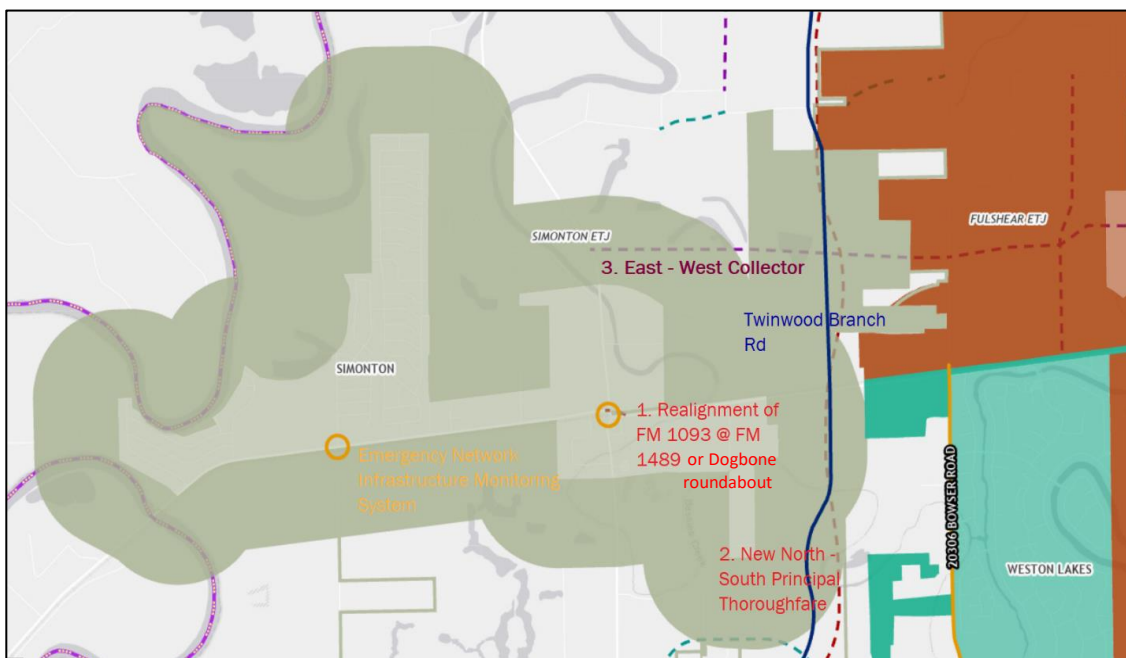 FULSHEAR ETJ
SIMONTON ETJ
3. East - West Collector
Twinwood Branch
Rd
SIMONTON
1. Realignment of
FM 1093 @ FM
1489 or Dogbone
roundabout
Emergency Network
Infrastructure Monitoring
System
2. New North -
South Principal
Thoroughfare
20306 BOWSER ROAD
WESTON LAKES